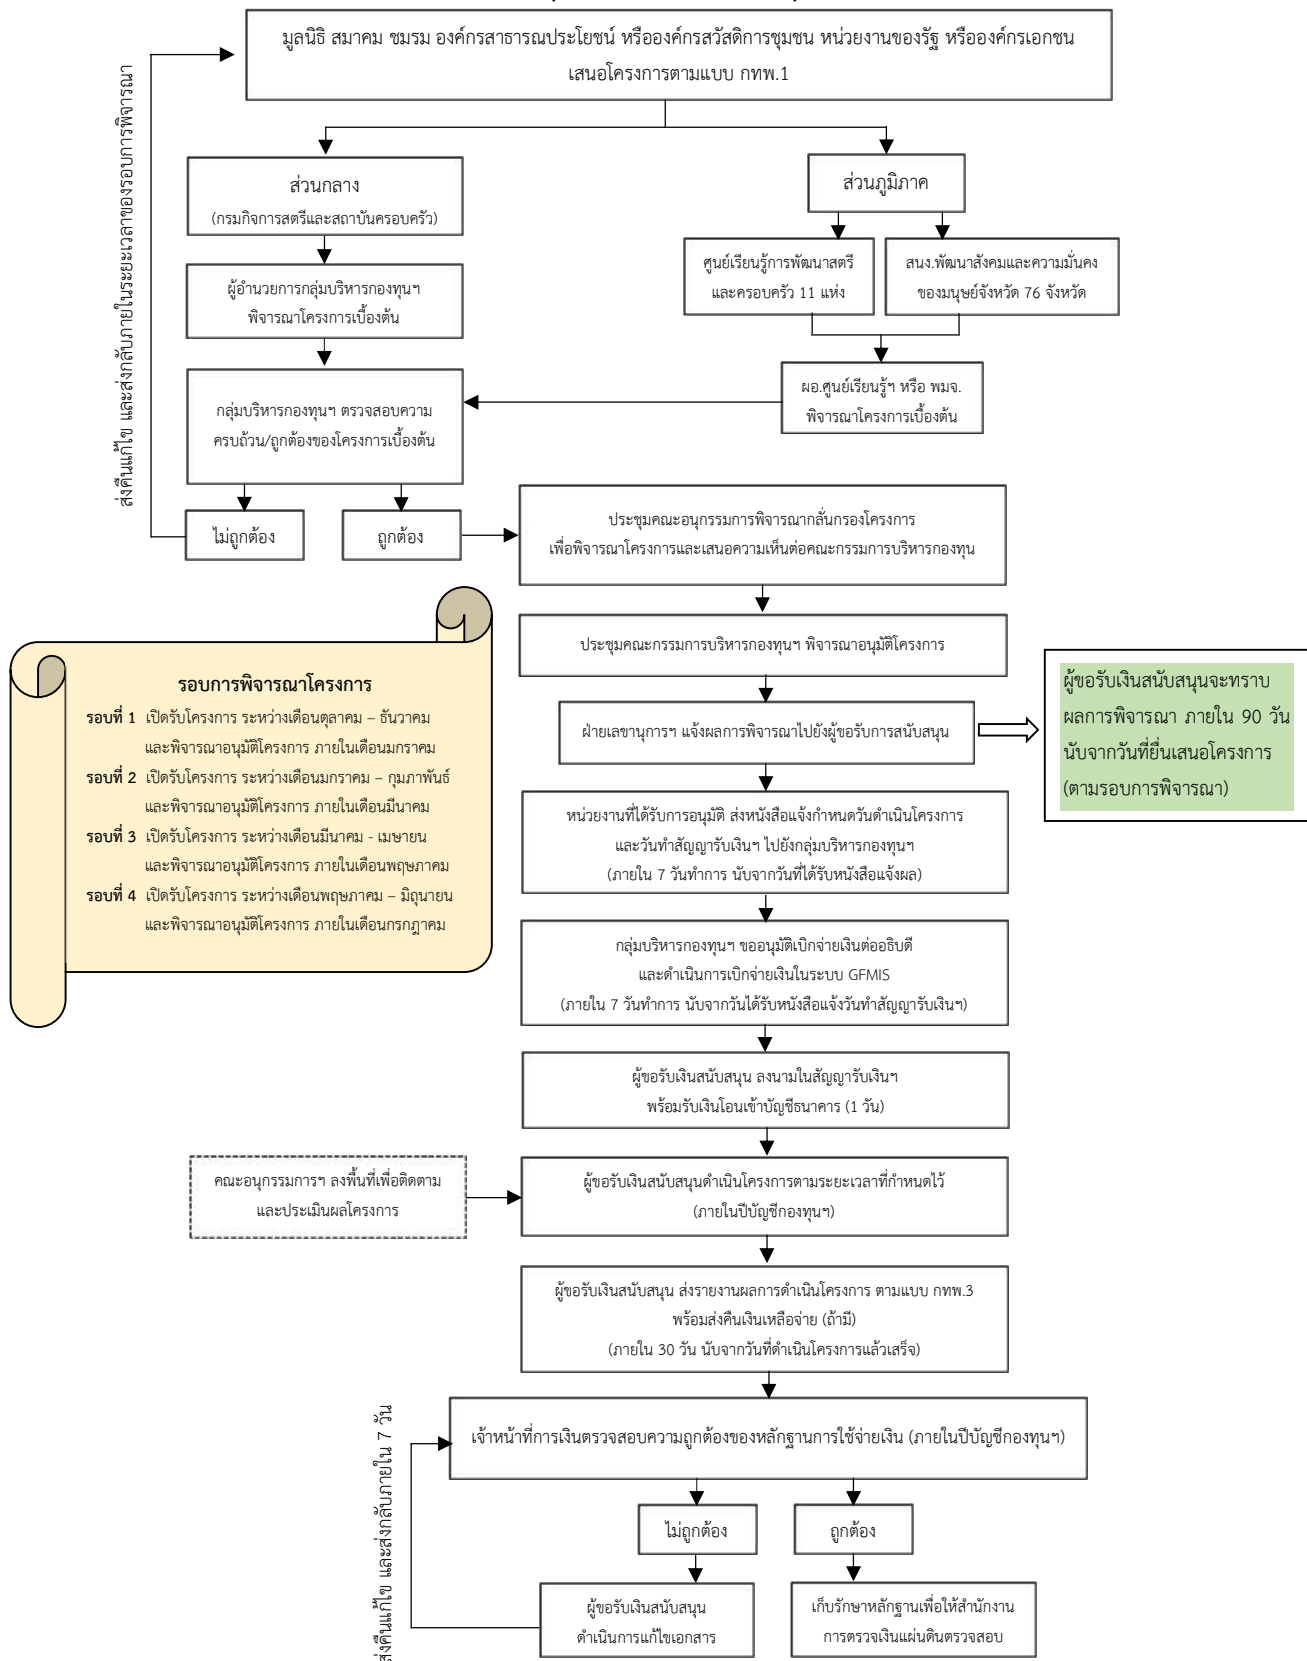 มูลนิธิ สมาคม ชมรม องค์กรสาธารณประโยชน์ หรือองค์กรสวัสดิการชุมชน หน่วยงานของรัฐ หรือองค์กรเอกชน
เสนอโครงการตามแบบ กทพ.1
ส่งคืนแก้ไข และส่งกลับภายในระยะเวลาของรอบการพิจารณา
ส่วนกลาง
(กรมกิจการสตรีและสถาบันครอบครัว)
ส่วนภูมิภาค
ผู้อำนวยการกลุ่มบริหารกองทุนฯ
พิจารณาโครงการเบื้องต้น
ศูนย์เรียนรู้การพัฒนาสตรี
และครอบครัว 11 แห่ง
สนง.พัฒนาสังคมและความมั่นคง
ของมนุษย์จังหวัด 76 จังหวัด
กลุ่มบริหารกองทุนฯ ตรวจสอบความ
ครบถ้วน/ถูกต้องของโครงการเบื้องต้น
ผอ.ศูนย์เรียนรู้ฯ หรือ พมจ.
พิจารณาโครงการเบื้องต้น
ไม่ถูกต้อง
ถูกต้อง
ประชุมคณะอนุกรรมการพิจารณากลั่นกรองโครงการ
เพื่อพิจารณาโครงการและเสนอความเห็นต่อคณะกรรมการบริหารกองทุน
ประชุมคณะกรรมการบริหารกองทุนฯ พิจารณาอนุมัติโครงการ
ฝ่ายเลขานุการฯ แจ้งผลการพิจารณาไปยังผู้ขอรับการสนับสนุน
ผู้ขอรับเงินสนับสนุนจะทราบ
ผลการพิจารณา ภายใน 90 วัน
นับจากวันที่ยื่นเสนอโครงการ
(ตามรอบการพิจารณา)
รอบการพิจารณาโครงการ
รอบที่ 1 เปิดรับโครงการ ระหว่างเดือนตุลาคม – ธันวาคม
และพิจารณาอนุมัติโครงการ ภายในเดือนมกราคม
รอบที่ 2 เปิดรับโครงการ ระหว่างเดือนมกราคม – กุมภาพันธ์
และพิจารณาอนุมัติโครงการ ภายในเดือนมีนาคม
รอบที่ 3 เปิดรับโครงการ ระหว่างเดือนมีนาคม - เมษายน
และพิจารณาอนุมัติโครงการ ภายในเดือนพฤษภาคม
รอบที่ 4 เปิดรับโครงการ ระหว่างเดือนพฤษภาคม – มิถุนายน
และพิจารณาอนุมัติโครงการ ภายในเดือนกรกฎาคม
หน่วยงานที่ได้รับการอนุมัติ ส่งหนังสือแจ้งกำหนดวันดำเนินโครงการ
และวันทำสัญญารับเงินฯ ไปยังกลุ่มบริหารกองทุนฯ
(ภายใน 7 วันทำการ นับจากวันที่ได้รับหนังสือแจ้งผล)
กลุ่มบริหารกองทุนฯ ขออนุมัติเบิกจ่ายเงินต่ออธิบดี
และดำเนินการเบิกจ่ายเงินในระบบ GFMIS
(ภายใน 7 วันทำการ นับจากวันได้รับหนังสือแจ้งวันทำสัญญารับเงินฯ)
ผู้ขอรับเงินสนับสนุน ลงนามในสัญญารับเงินฯ
พร้อมรับเงินโอนเข้าบัญชีธนาคาร (1 วัน)
คณะอนุกรรมการฯ ลงพื้นที่เพื่อติดตาม
และประเมินผลโครงการ
ผู้ขอรับเงินสนับสนุนดำเนินโครงการตามระยะเวลาที่กำหนดไว้
(ภายในปีบัญชีกองทุนฯ)
ผู้ขอรับเงินสนับสนุน ส่งรายงานผลการดำเนินโครงการ ตามแบบ กทพ.3
พร้อมส่งคืนเงินเหลือจ่าย (ถ้ามี)
(ภายใน 30 วัน นับจากวันที่ดำเนินโครงการแล้วเสร็จ)
เจ้าหน้าที่การเงินตรวจสอบความถูกต้องของหลักฐานการใช้จ่ายเงิน (ภายในปีบัญชีกองทุนฯ)
ส่งคืนแก้ไข และส่งกลับภายใน 7 วัน
ไม่ถูกต้อง
ถูกต้อง
ผู้ขอรับเงินสนับสนุน
ดำเนินการแก้ไขเอกสาร
เก็บรักษาหลักฐานเพื่อให้สำนักงาน
การตรวจเงินแผ่นดินตรวจสอบ